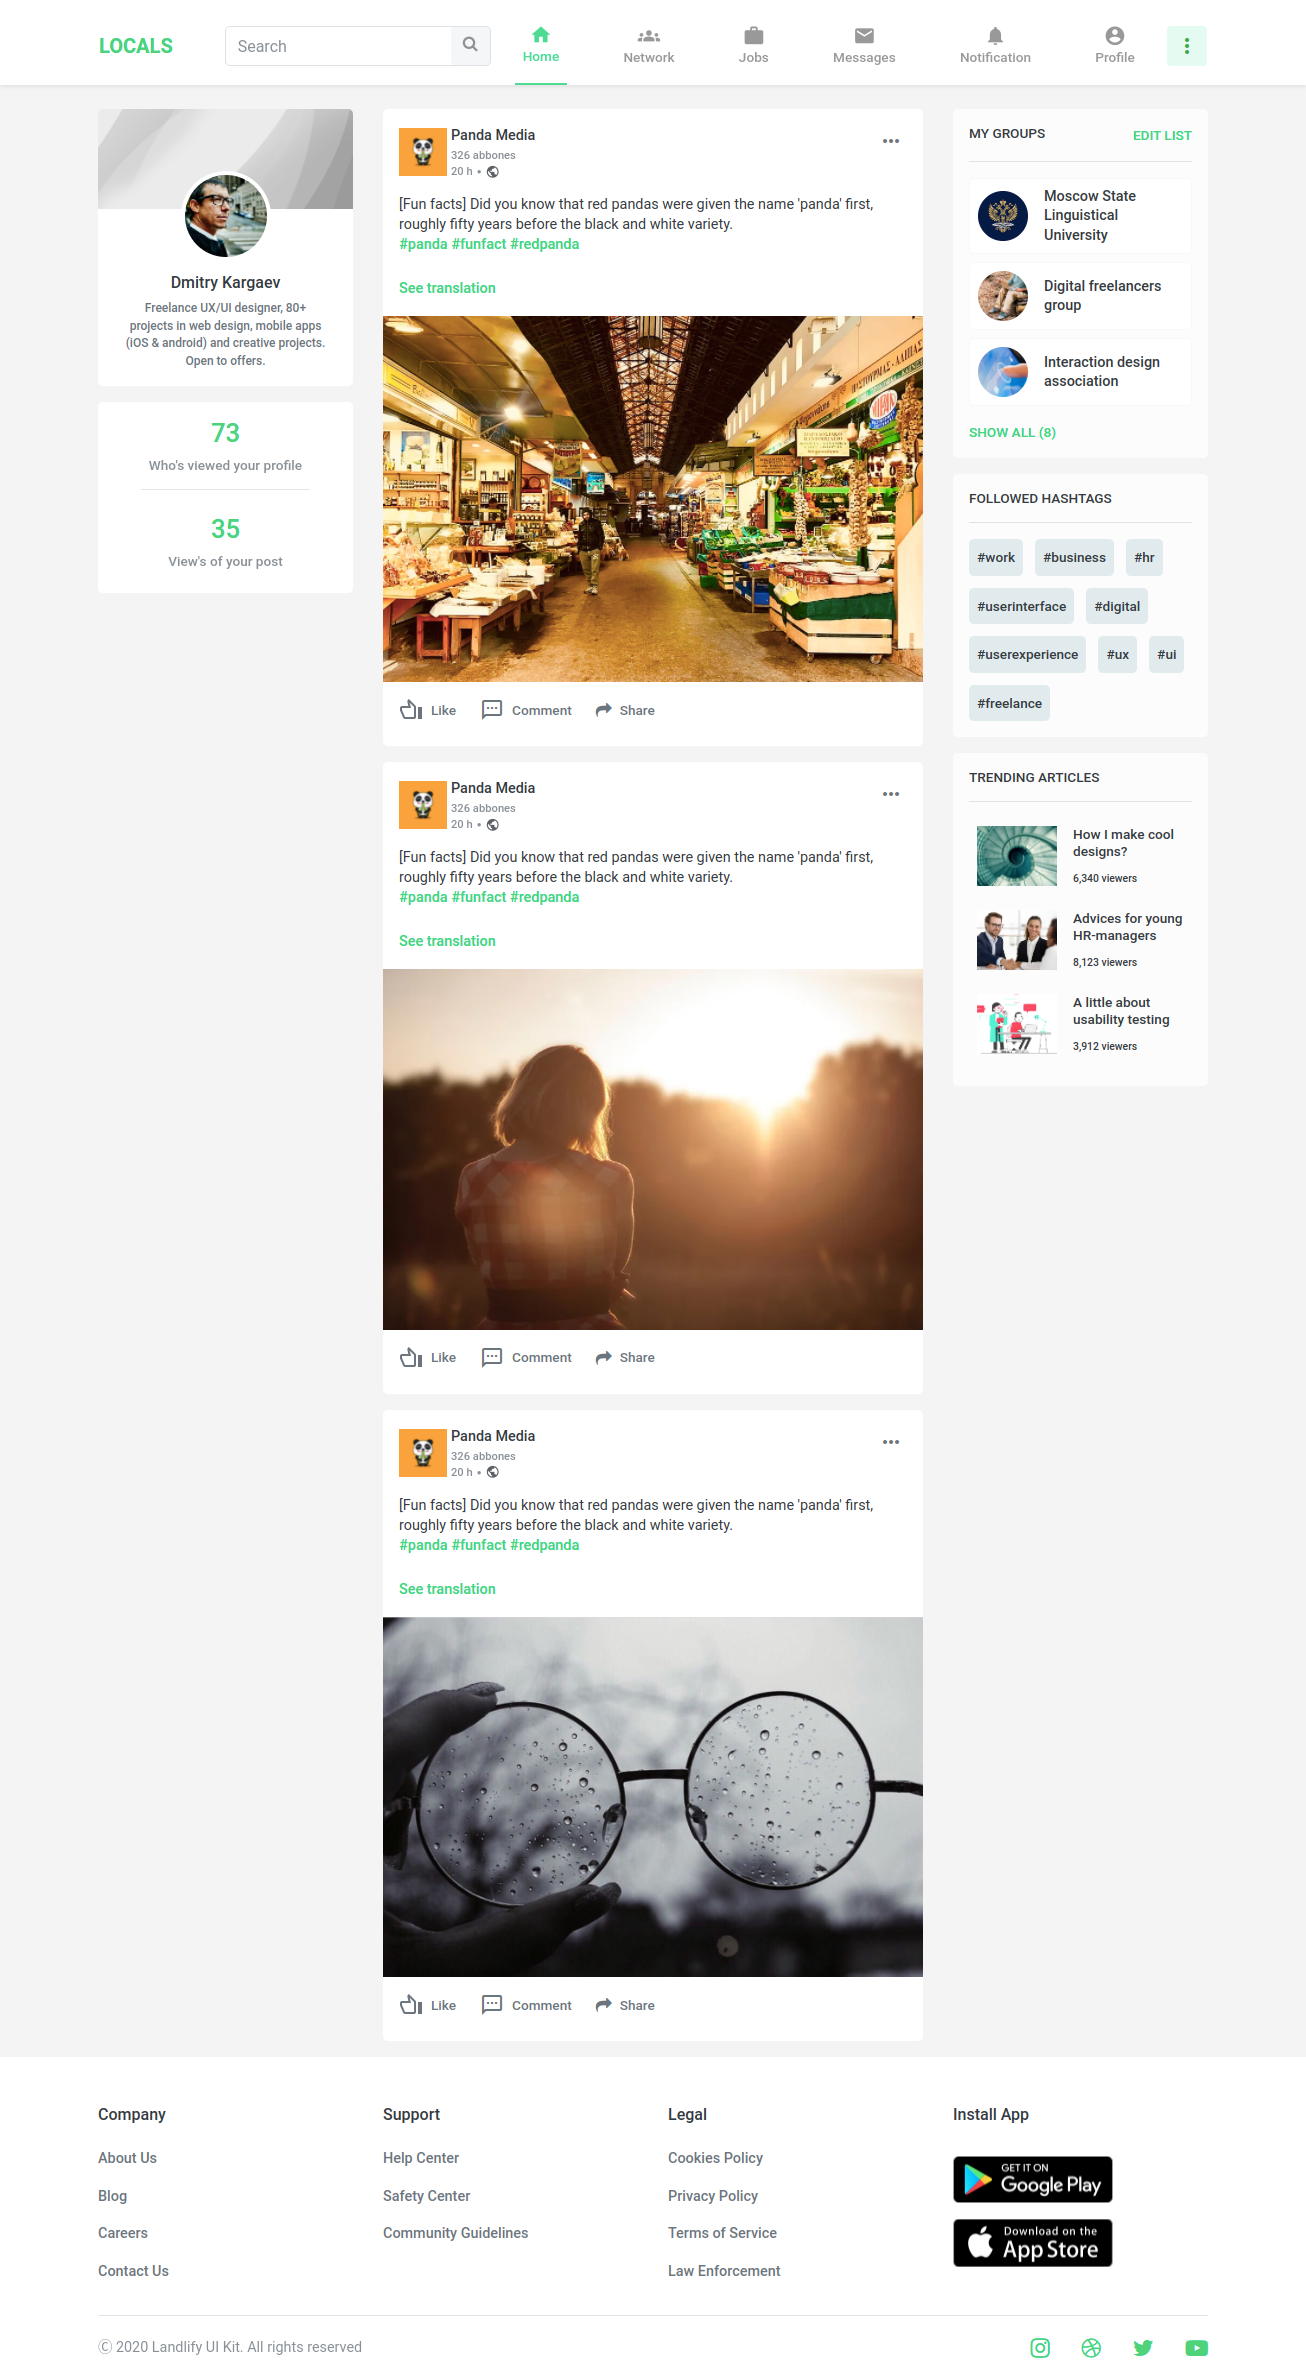 LOCALS
Search
Home
Network
Jobs
Messages
Notification
Profile
Dmitry Kargaev
Freelance UX/UI designer, 80+
projects in web design, mobile apps
(iOS & android) and creative projects.
Open to offers.
73
Who's viewed your profile
35
View's of your post
Panda Media
326 abbones
20 h •
[Fun facts] Did you know that red pandas were given the name 'panda' first,
roughly fifty years before the black and white variety.
#panda #funfact #redpanda
See translation
Like
Comment
Share
Panda Media
326 abbones
20 h •
[Fun facts] Did you know that red pandas were given the name 'panda' first,
roughly fifty years before the black and white variety.
#panda #funfact #redpanda
See translation
Like
Comment
Share
Panda Media
326 abbones
20 h •
[Fun facts] Did you know that red pandas were given the name 'panda' first,
roughly fifty years before the black and white variety.
#panda #funfact #redpanda
See translation
Like
Comment
Share
MY GROUPS
EDIT LIST
Moscow State
Linguistical
University
Digital freelancers
group
Interaction design
association
SHOW ALL (8)
FOLLOWED HASHTAGS
#work
#business
#hr
#userinterface
#digital
#userexperience
#ux
#ui
#freelance
TRENDING ARTICLES
How I make cool
designs?
6,340 viewers
Advices for young
HR-managers
8,123 viewers
A little about
usability testing
3,912 viewers
Company
About Us
Blog
Careers
Contact Us
Support
Help Center
Safety Center
Community Guidelines
Legal
Cookies Policy
Privacy Policy
Terms of Service
Law Enforcement
Install App
GET IT ON
Google Play
Download on the
App Store
Ⓒ 2020 Landlify UI Kit. All rights reserved